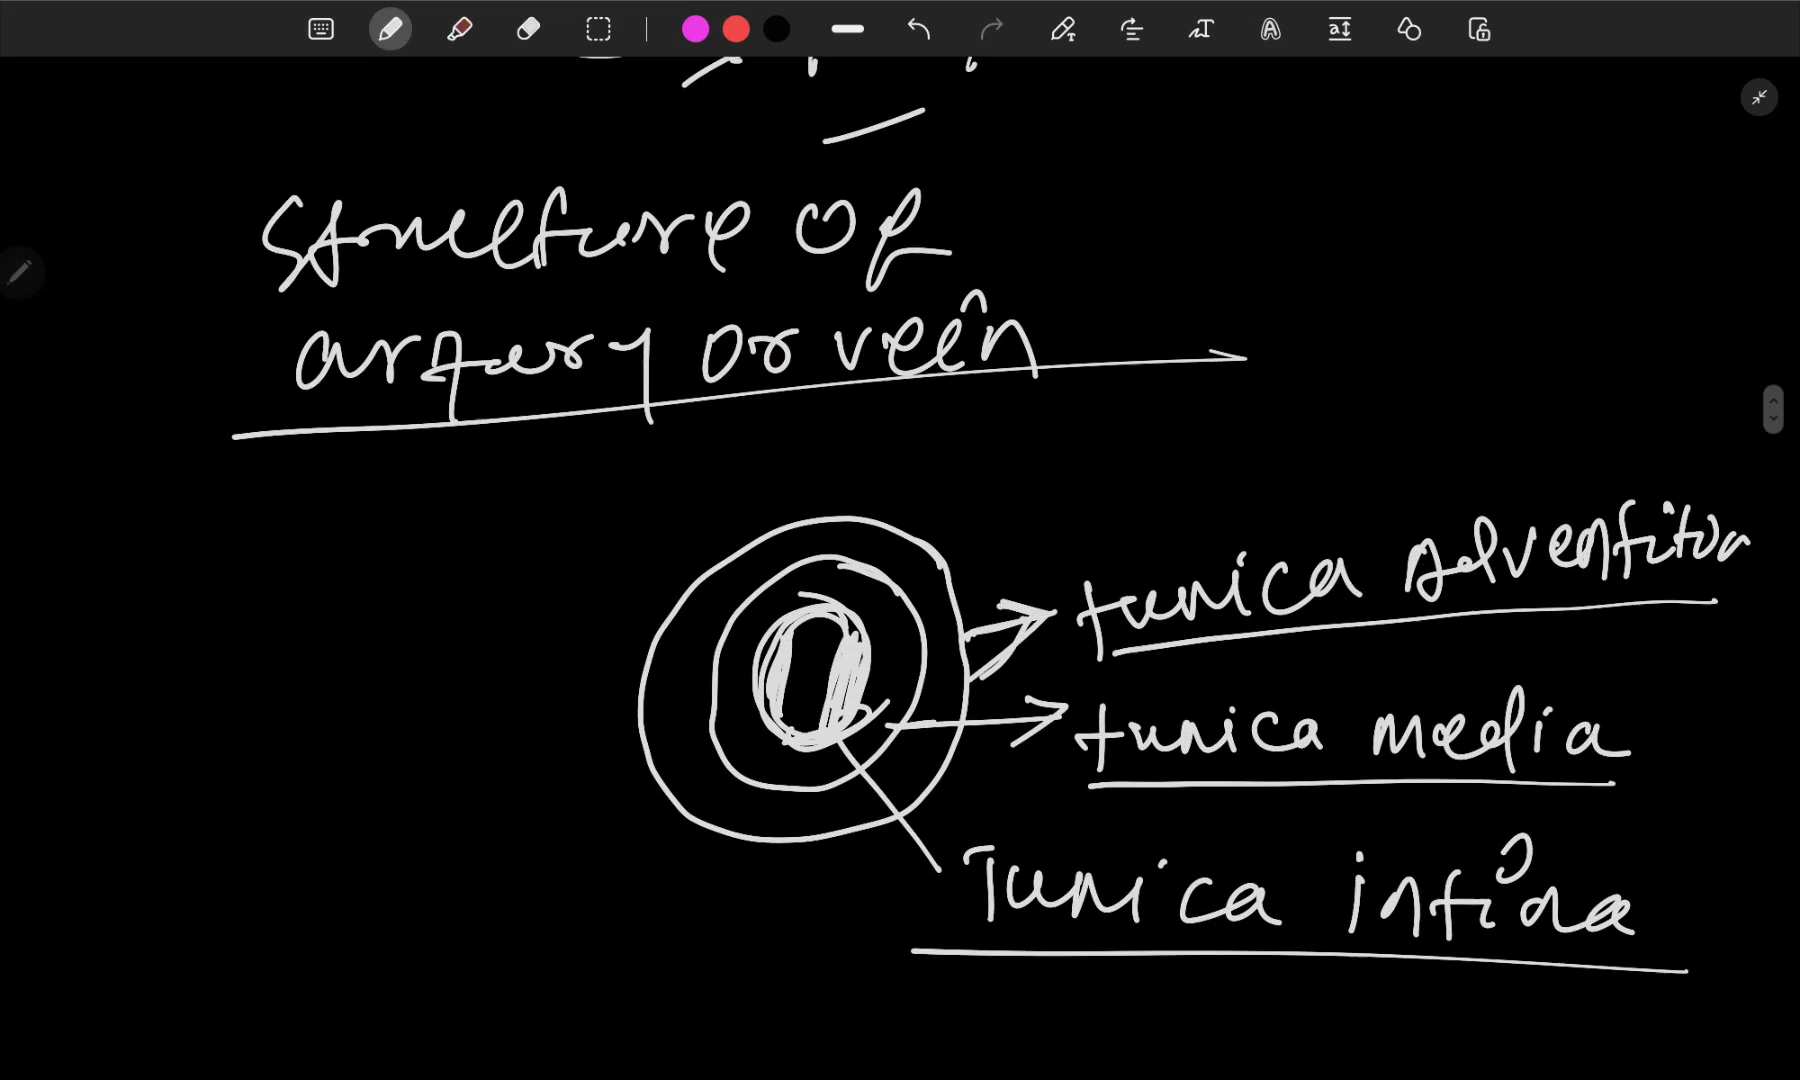 structure of
artery or vein
tunica adventitia
tunica media
Tunica intima